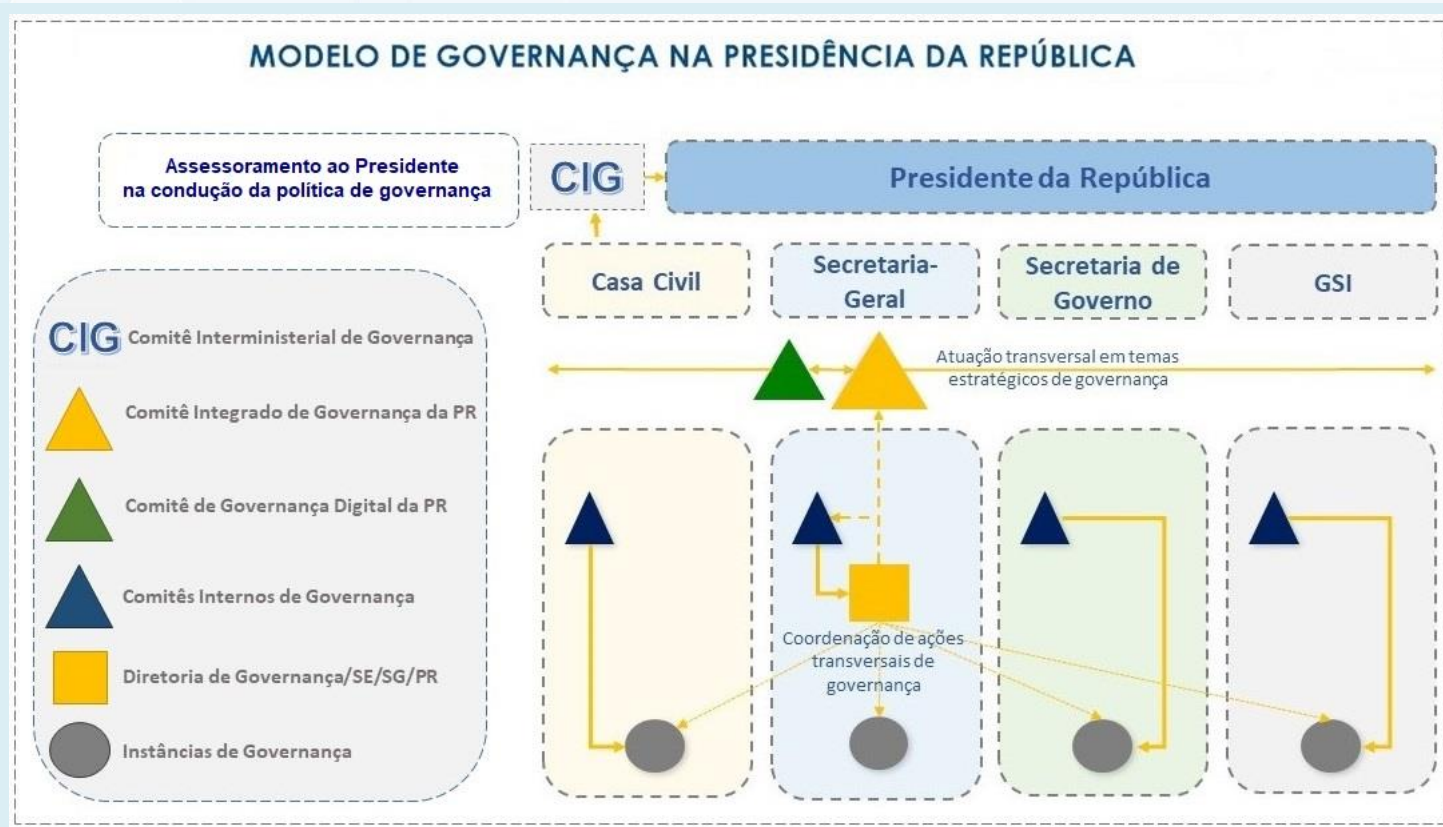 MODELO DE GOVERNANÇA NA PRESIDÊNCIA DA REPÚBLICA
Assessoramento ao Presidente
na condução da política de governança
CIG
Presidente da República
Casa Civil
Secretaria-
Geral
Secretaria de
Governo
GSI
CIG Comitê Interministerial de Governança
Comitê Integrado de Governança da PR
Comitê de Governança Digital da PR
Comitês Internos de Governança
Diretoria de Governança/SE/SG/PR
Instâncias de Governança
Atuação transversal em temas
estratégicos de governança
Coordenação de ações
transversais de
governança